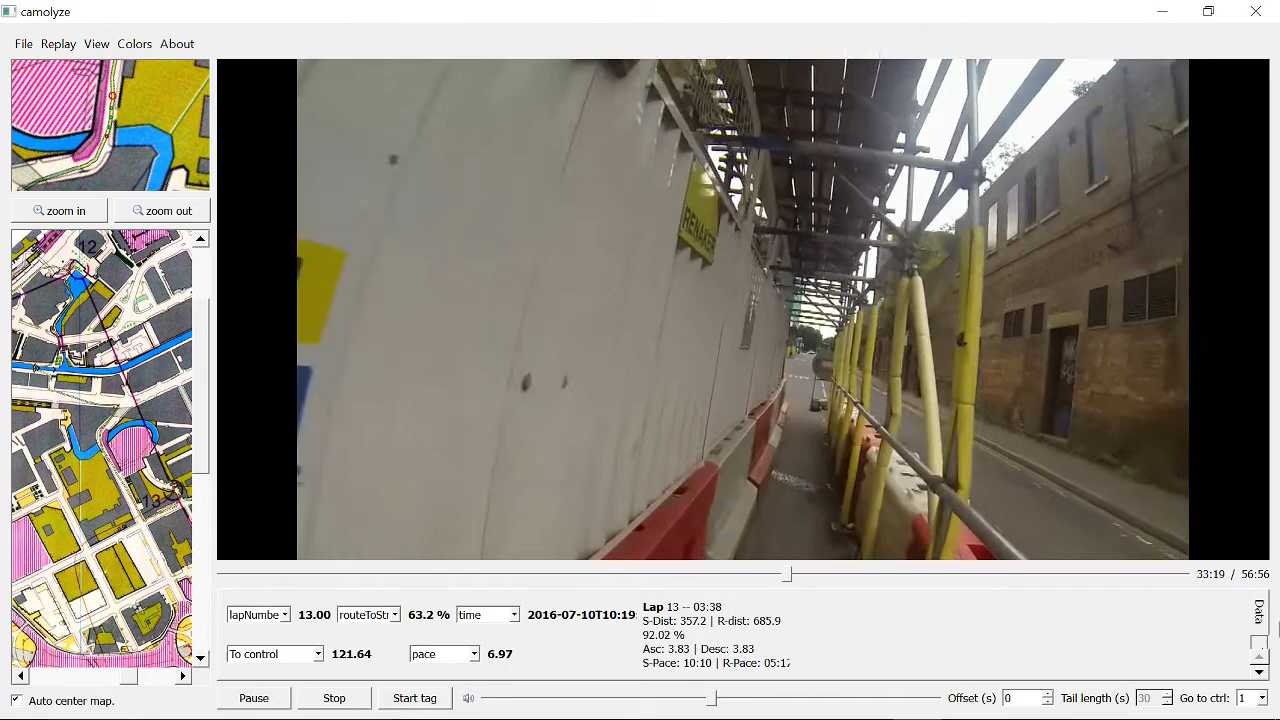 camolyze
File Replay View Colors About
RENAKER
zoom in
zoom out
12
13
33:19 / 56:56
lapNumbe 13.00 routeToStr 63.2 % time 2016-07-10T10:19:
To control 121.64 pace 6.97
Lap 13 -- 03:38
S-Dist: 357.2 | R-dist: 685.9
92.02 %
Asc: 3.83 | Desc: 3.83
S-Pace: 10:10 | R-Pace: 05:17
Data
Auto center map.
Pause
Stop
Start tag
Offset (s) 0
Tail length (s) 30
Go to ctrl: 1